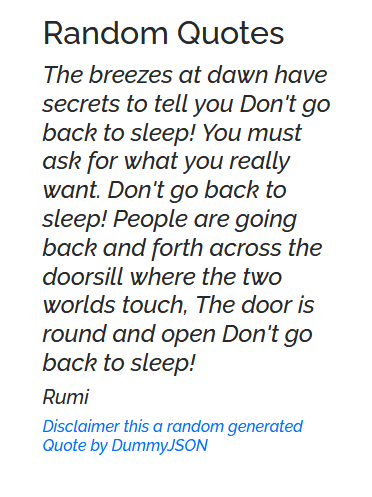 Random Quotes
The breezes at dawn have
secrets to tell you Don't go
back to sleep! You must
ask for what you really
want. Don't go back to
sleep! People are going
back and forth across the
doorsill where the two
worlds touch, The door is
round and open Don't go
back to sleep!
Rumi
Disclaimer this a random generated
Quote by DummyJSON